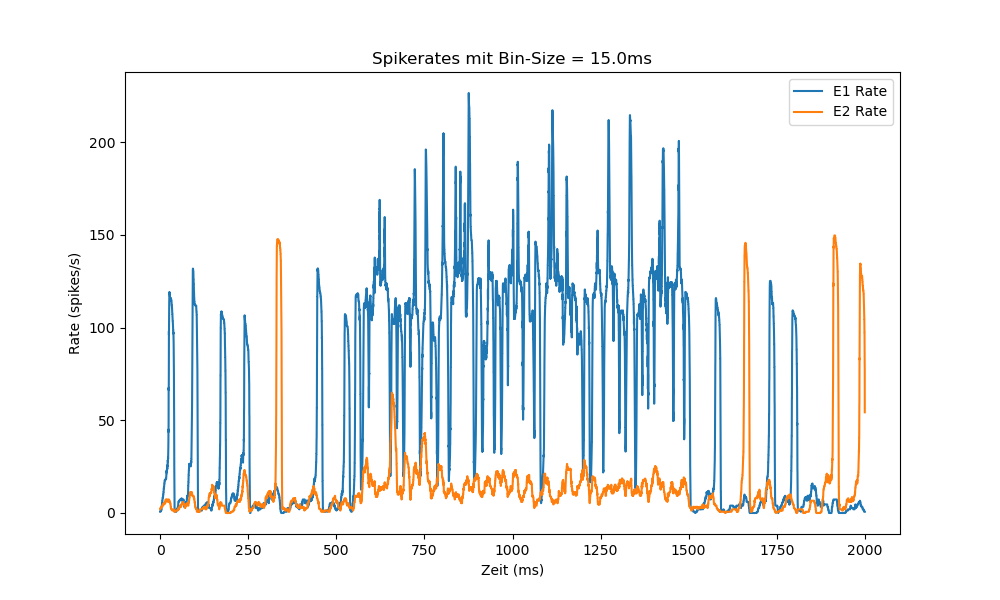 Spikerates mit Bin-Size = 15.0ms
E1 Rate
E2 Rate
200
150
100
50
0
Rate (spikes/s)
0 250 500 750 1000 1250 1500 1750 2000
Zeit (ms)